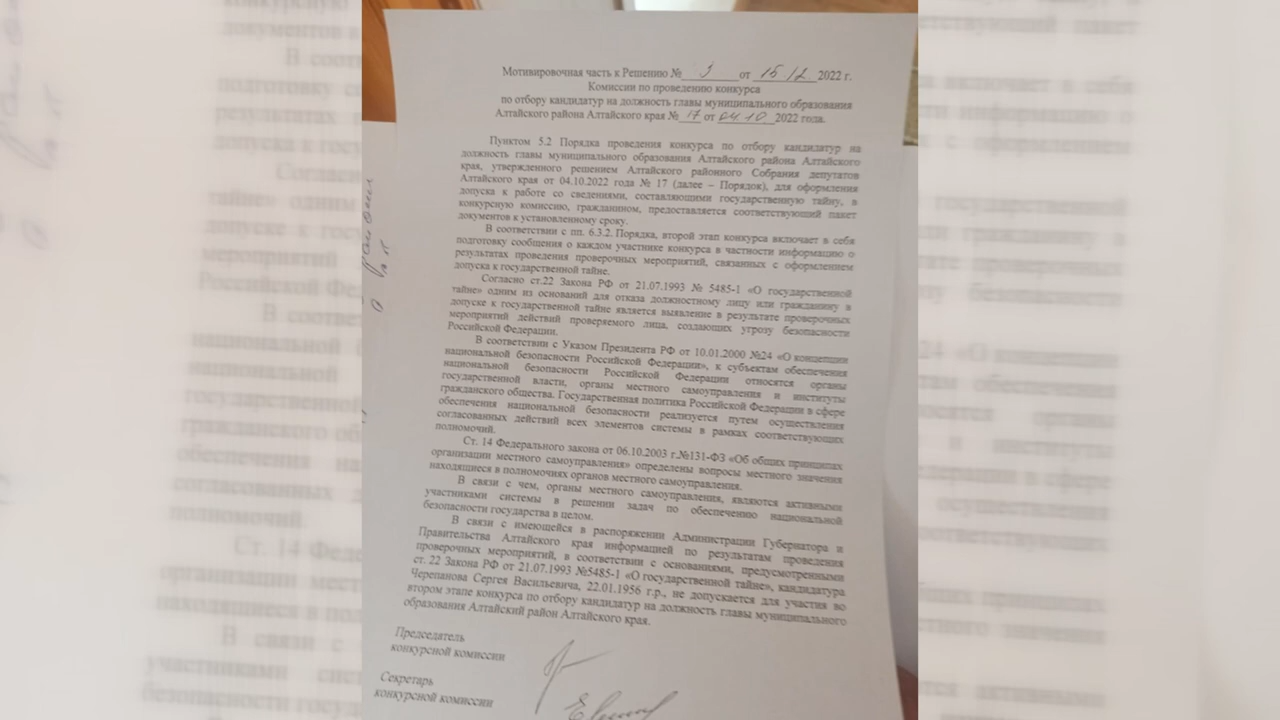 Мотивировочная часть к Решению № 3 от 15 12 2022 г.
Комиссии по проведению конкурса
по отбору кандидатур на должность главы муниципального образования
Алтайского района Алтайского края № 17 от 04.10 2022 года.
Пунктом 5.2 Порядка проведения конкурса по отбору кандидатур на
должность главы муниципального образования Алтайского района Алтайского
края, утвержденного решением Алтайского районного Собрания депутатов
Алтайского края от 04.10.2022 года № 17 (далее – Порядок), для оформления
допуска к работе со сведениями, составляющими государственную тайну, в
конкурсную комиссию, гражданином, предоставляется соответствующий пакет
документов к установленному сроку.
В соответствии с пп. 6.3.2. Порядка, второй этап конкурса включает в себя
подготовку сообщения о каждом участнике конкурса в частности информацию о
результатах проведения проверочных мероприятий, связанных с оформлением
допуска к государственной тайне.
Согласно ст.22 Закона РФ от 21.07.1993 № 5485-1 «О государственной
тайне» одним из оснований для отказа должностному лицу или гражданину в
допуске к государственной тайне является выявление в результате проверочных
мероприятий действий проверяемого лица, создающих угрозу безопасности
Российской Федерации.
В соответствии с Указом Президента РФ от 10.01.2000 №24 «О концепции
национальной безопасности Российской Федерации», к субъектам обеспечения
национальной безопасности Российской Федерации относятся органы
государственной власти, органы местного самоуправления и институты
гражданского общества. Государственная политика Российской Федерации в сфере
обеспечения национальной безопасности реализуется путем осуществления
согласованных действий всех элементов системы в рамках соответствующих
полномочий.
Ст. 14 Федерального закона от 06.10.2003 г.№131-ФЗ «Об общих принципах
организации местного самоуправления» определены вопросы местного значения
находящиеся в полномочиях органов местного самоуправления.
В связи с чем, органы местного самоуправления, являются активными
участниками системы в решении задач по обеспечению национальной
безопасности государства в целом.
В связи с имеющейся в распоряжении Администрации Губернатора и
Правительства Алтайского края информацией по результатам проведения
проверочных мероприятий, в соответствии с основаниями, предусмотренными
ст. 22 Закона РФ от 21.07.1993 №5485-1 «О государственной тайне», кандидатура
Черепанова Сергея Васильевича, 22.01.1956 г.р., не допускается для участия во
втором этапе конкурса по отбору кандидатур на должность главы муниципального
образования Алтайский район Алтайского края.
Председатель
конкурсной комиссии
Секретарь
конкурсной комиссии